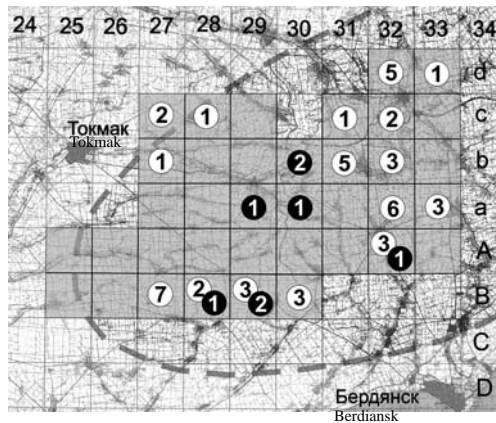 24 25 26 27 28 29 30 31 32 33 34
5 1 d
2 1 1 2 c
Токмак
Tokmak
1 2 5 3 b
1 1 6 3 a
3 1 A
7 2 1 3 2 3 B
C
Бердянск D
Berdiansk